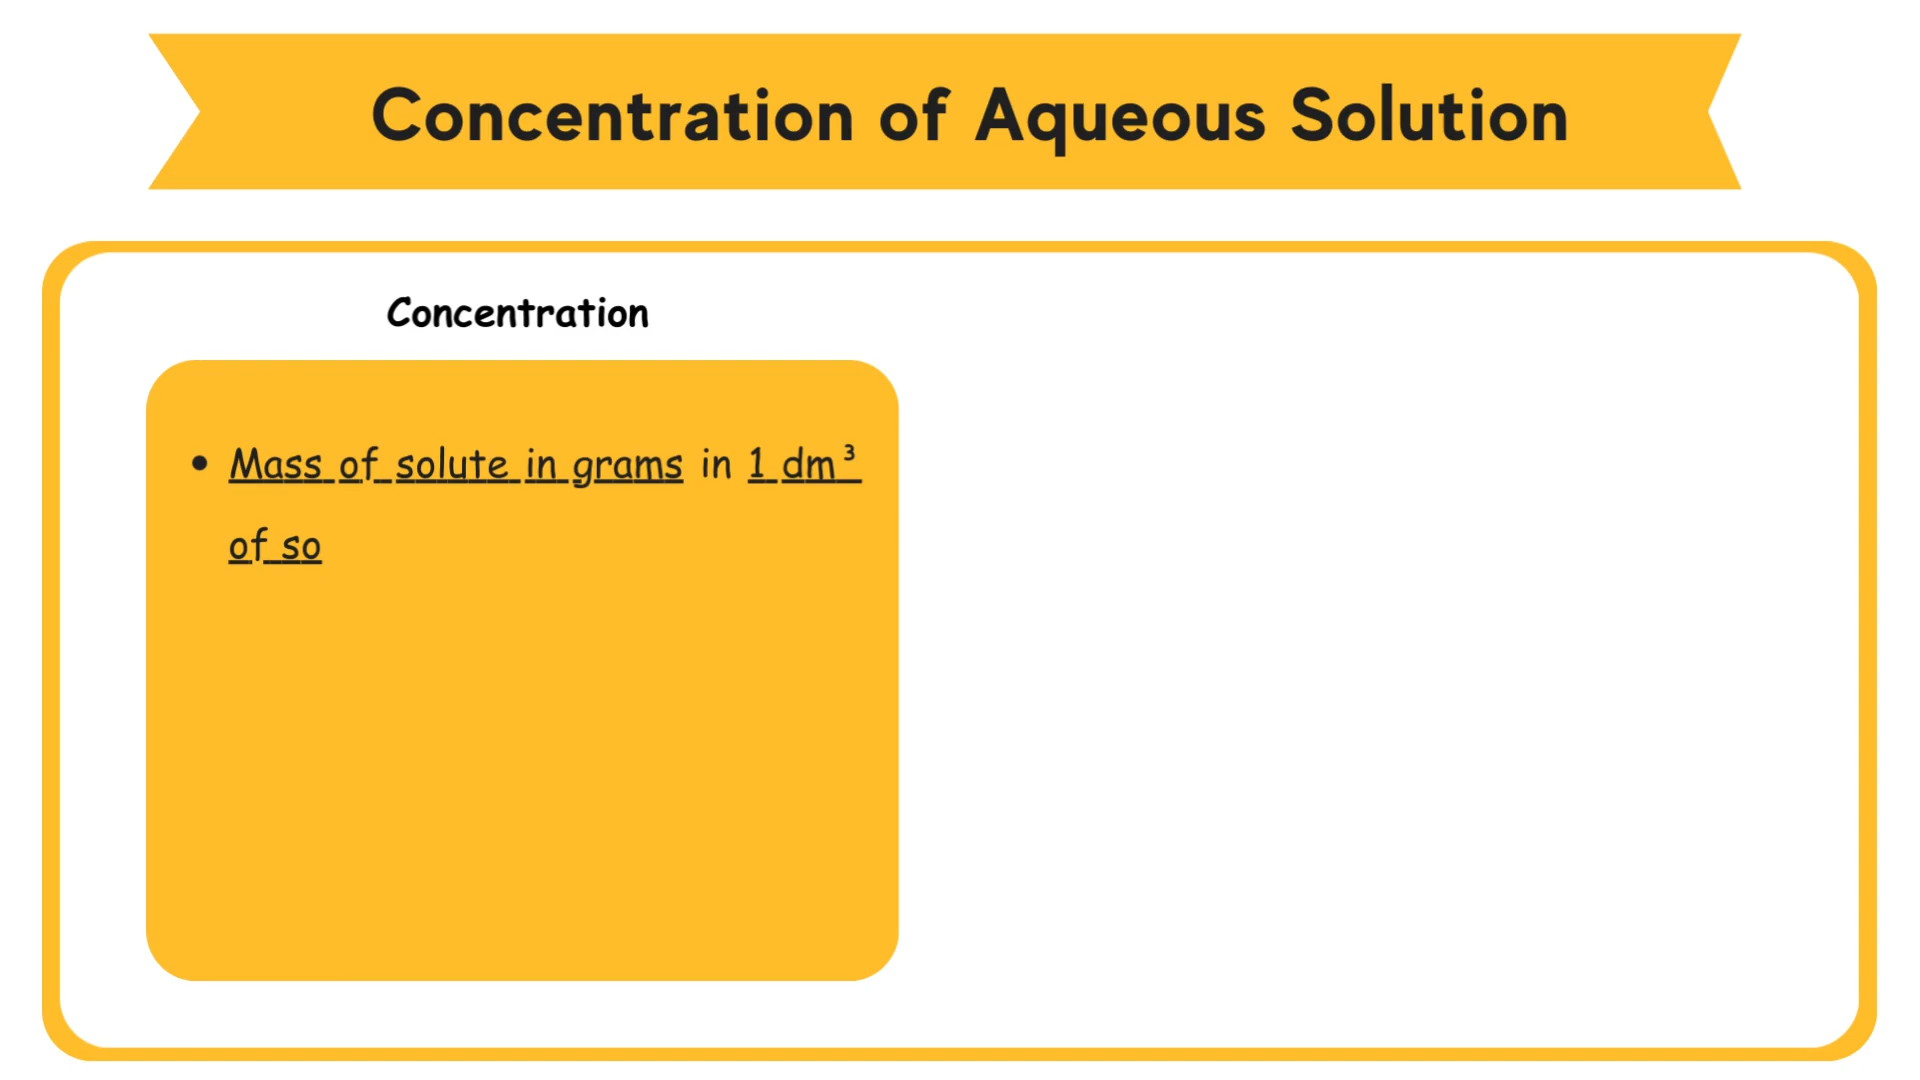 Concentration of Aqueous Solution
Concentration
• Mass of solute in grams in 1 dm³
of so